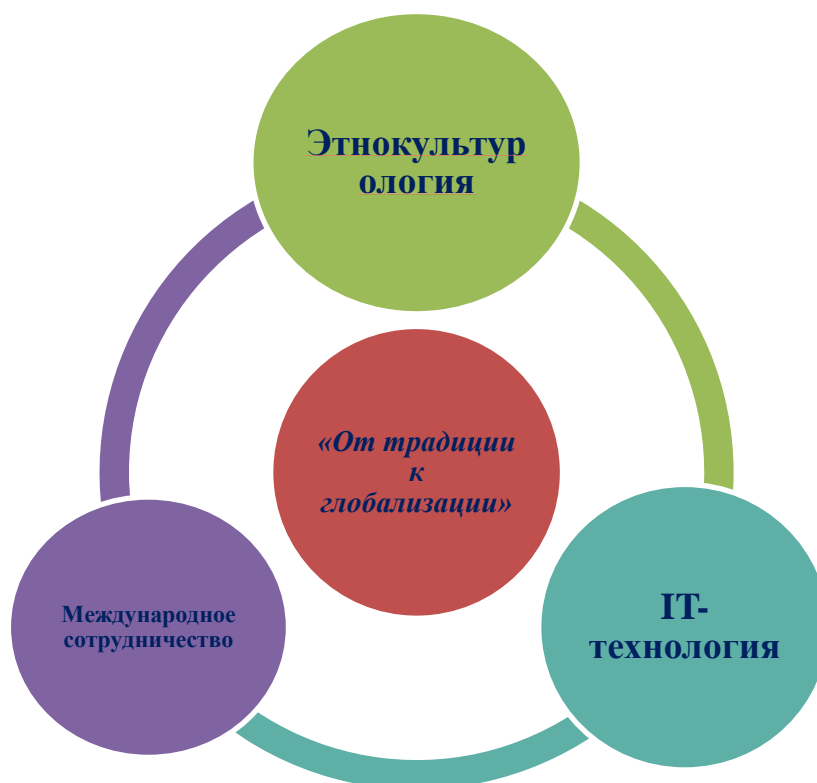 Этнокультур
ология
«От традиции
к
глобализации»
Международное
сотрудничество
IT-
технология